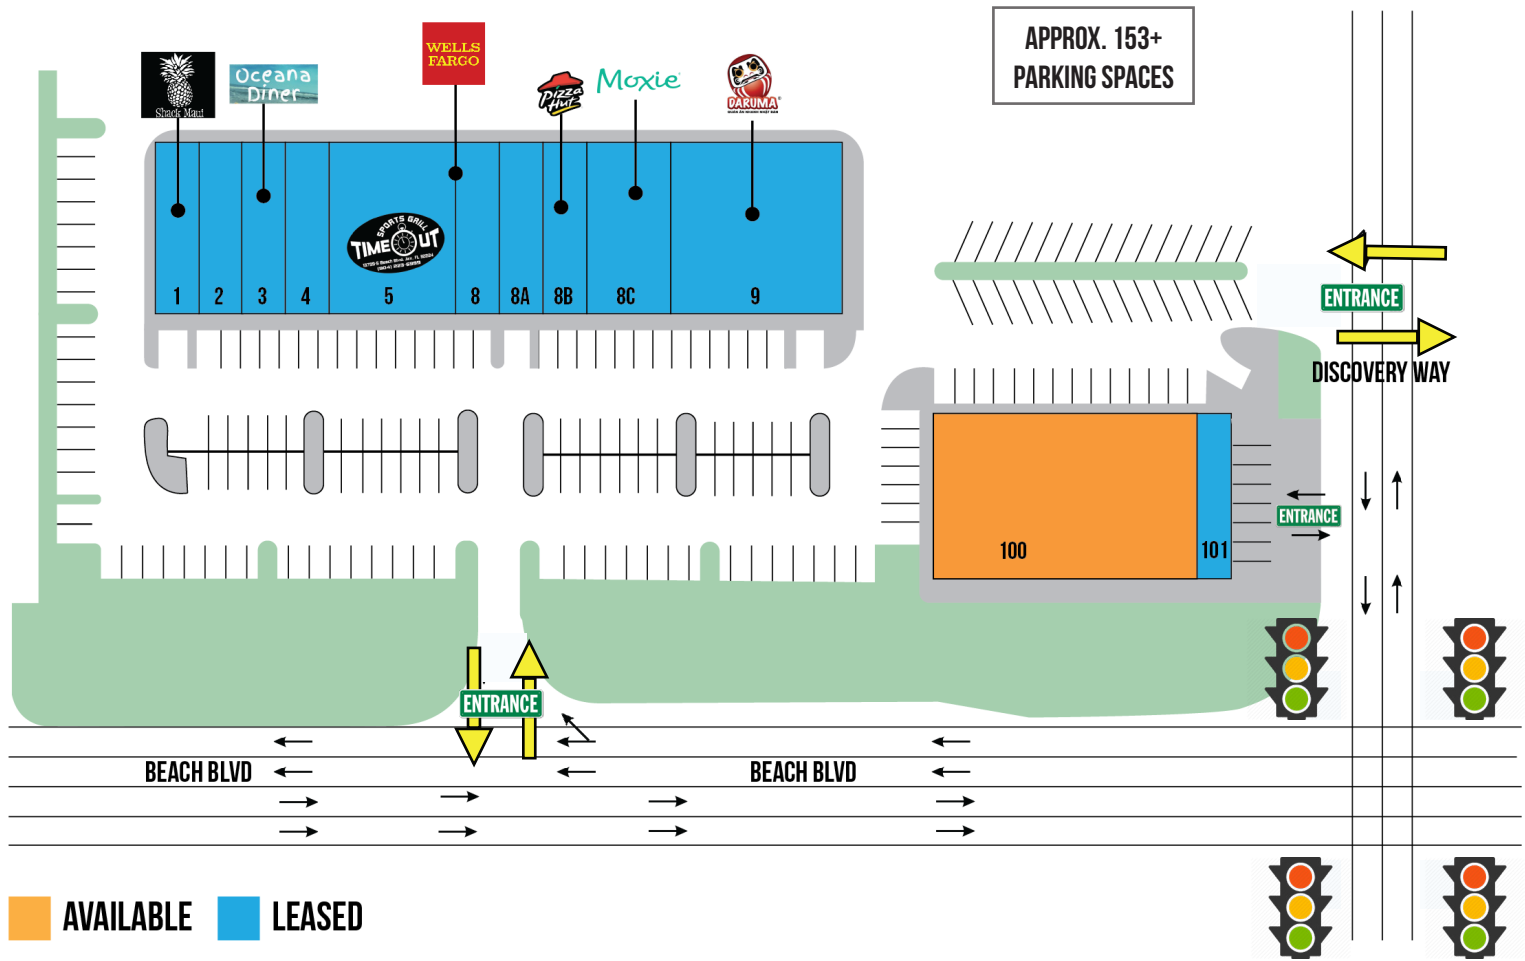 APPROX. 153+
PARKING SPACES
Shack Maui
Oceana
Diner
WELLS
FARGO
Pizza
Hut
Moxie
DARUMA
SPORTS GRILL
TIMEOUT
1 2 3 4 5 8 8A 8B 8C 9
ENTRANCE
DISCOVERY WAY
100 101
ENTRANCE
ENTRANCE
BEACH BLVD BEACH BLVD
AVAILABLE LEASED